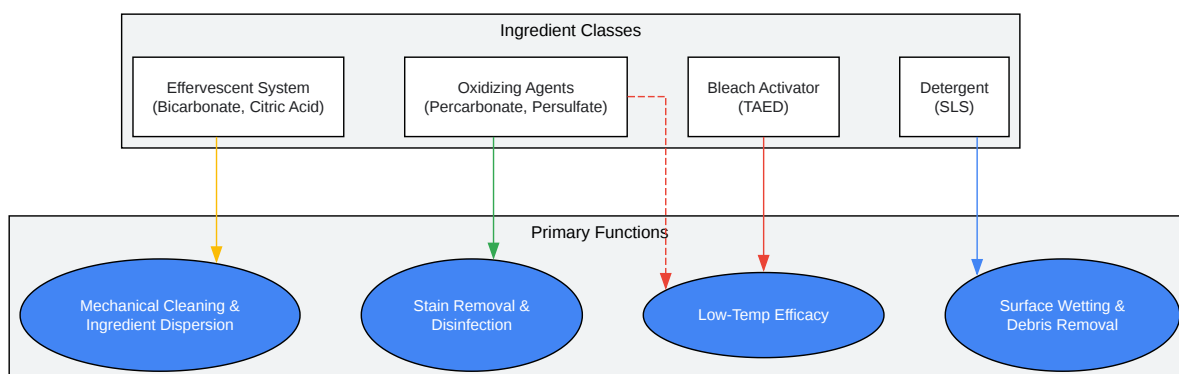 Ingredient Classes
Effervescent System
(Bicarbonate, Citric Acid)
Oxidizing Agents
(Percarbonate, Persulfate)
Bleach Activator
(TAED)
Detergent
(SLS)
Primary Functions
Mechanical Cleaning &
Ingredient Dispersion
Stain Removal &
Disinfection
Low-Temp Efficacy
Surface Wetting &
Debris Removal